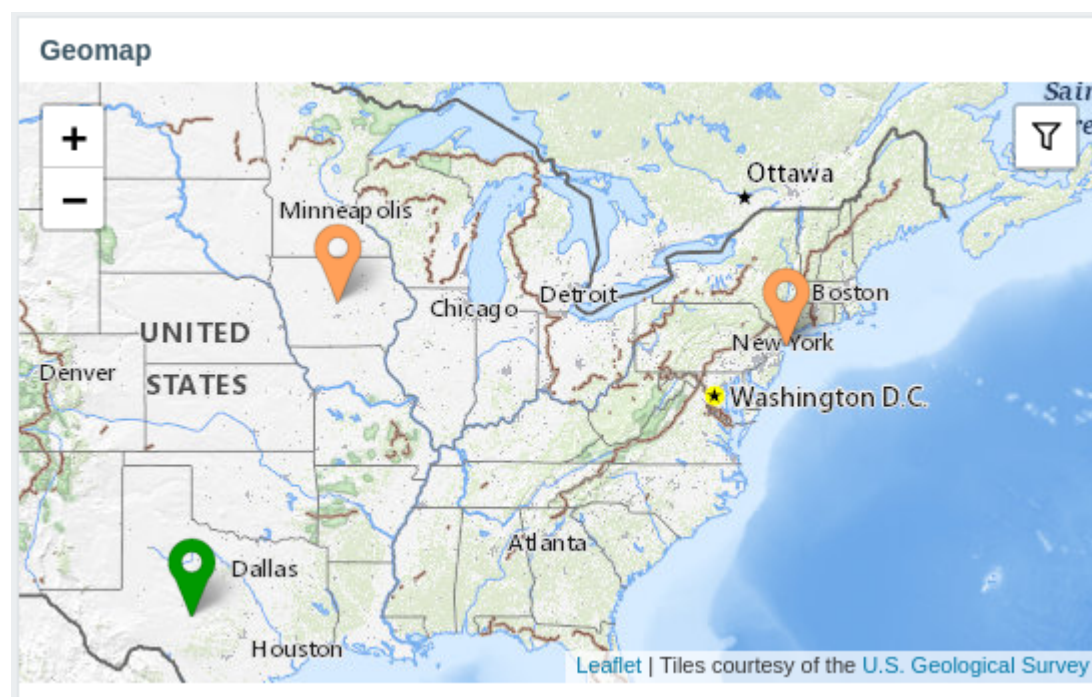 Geomap
Sai
+
Ottawa
−
Minneapolis
Boston
Detroit
Chicago
UNITED
New York
Denver
STATES
Washington D.C.
Atlanta
Dallas
Houston
Leaflet | Tiles courtesy of the U.S. Geological Survey